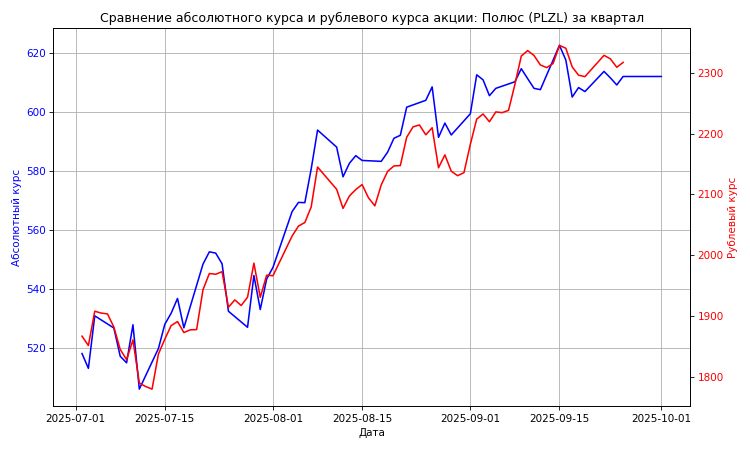 Сравнение абсолютного курса и рублевого курса акции: Полюс (PLZL) за квартал
Абсолютный курс
620
600
580
560
540
520
2300
2200
2100
2000
1900
1800
Рублевый курс
2025-07-01 2025-07-15 2025-08-01 2025-08-15 2025-09-01 2025-09-15 2025-10-01
Дата